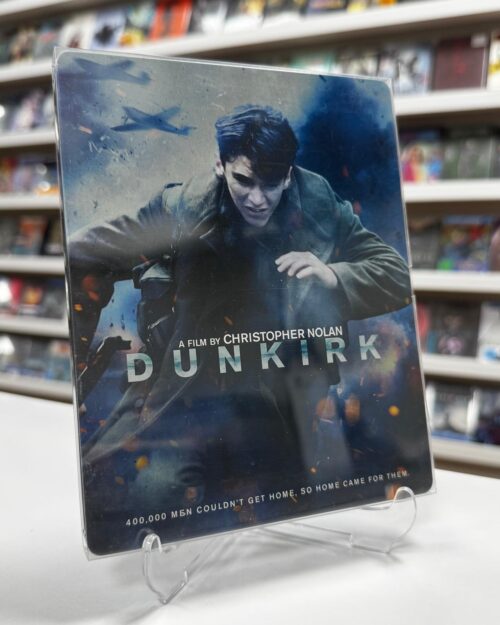 A FILM BY CHRISTOPHER NOLAN
DUNKIRK
400,000 MEN COULDN'T GET HOME, SO HOME CAME FOR THEM.